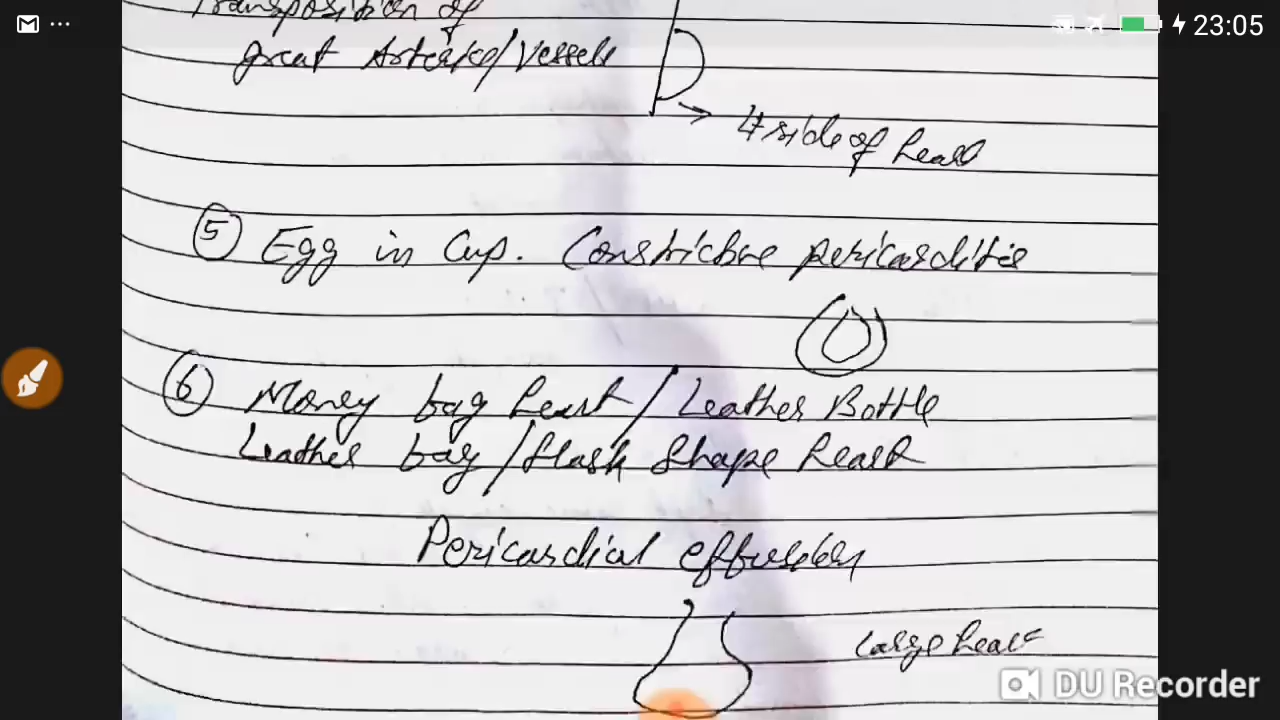 23:05
Transposition of
great Arteries/Vessels
4 side of heart
5 Egg in Cup. Constrictive pericarditis
6 Money bag heart / Leather Bottle
Leather bag / flask shape heart
Pericardial effusion
large heart
DU Recorder